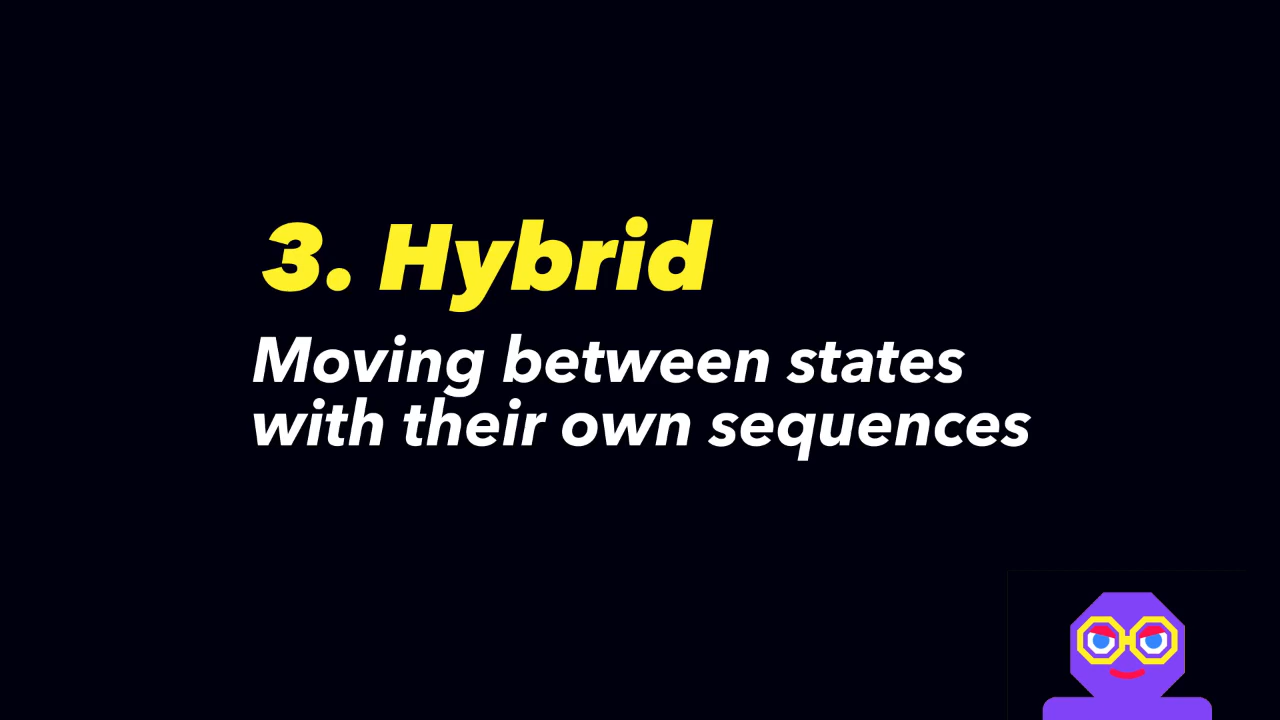 3. Hybrid
Moving between states
with their own sequences